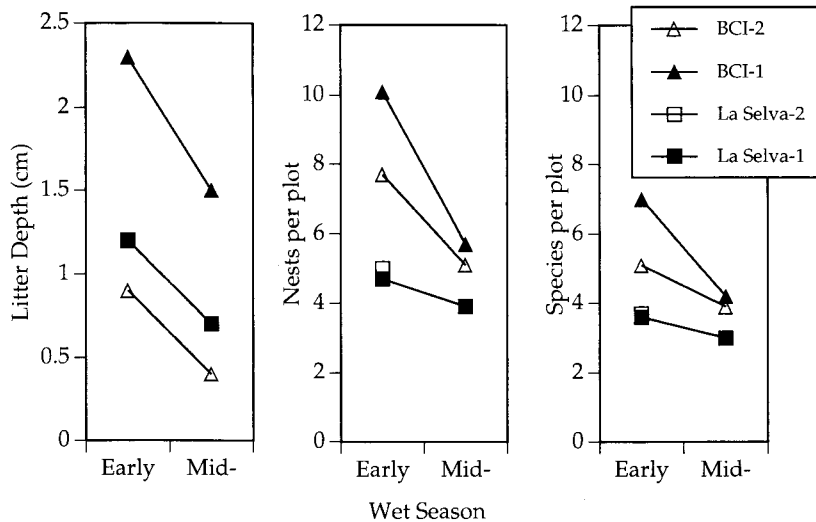 Litter Depth (cm)
2.5
2
1.5
1
0.5
0
Early Mid-
Nests per plot
12
10
8
6
4
2
0
Early Mid-
Wet Season
Species per plot
12
10
8
6
4
2
0
Early Mid-
BCI-2
BCI-1
La Selva-2
La Selva-1